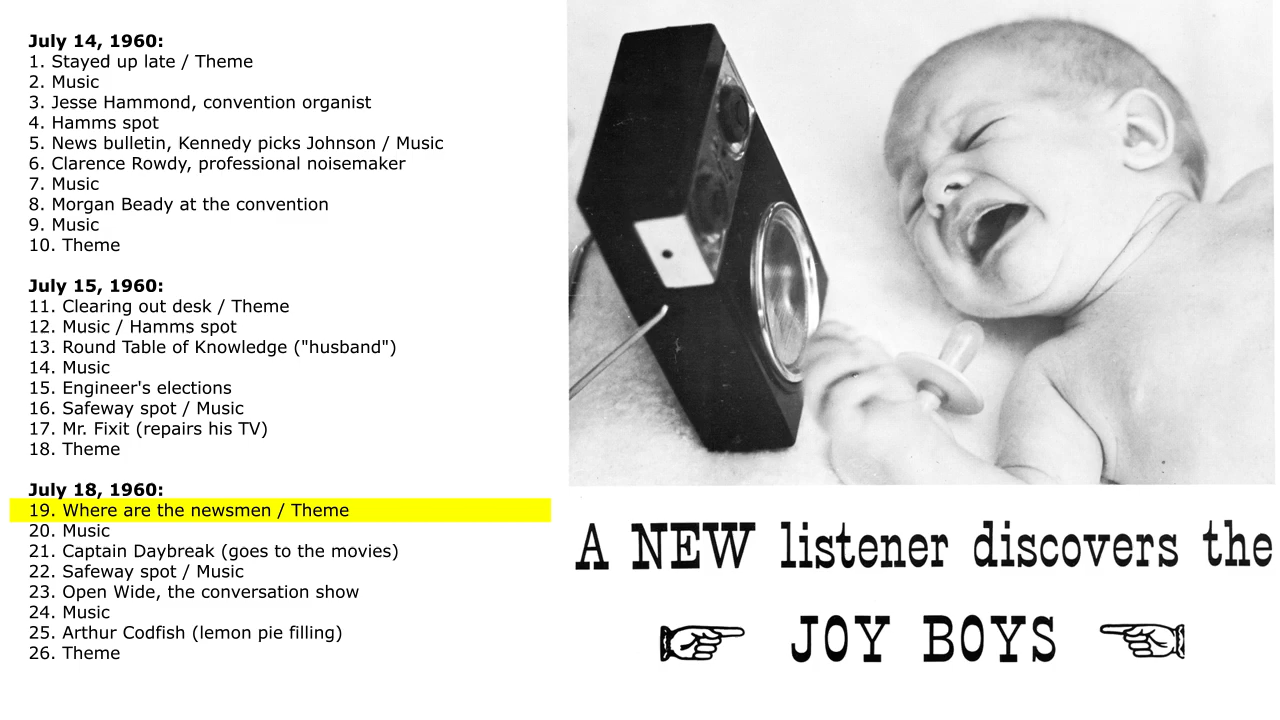 July 14, 1960:
1. Stayed up late / Theme
2. Music
3. Jesse Hammond, convention organist
4. Hamms spot
5. News bulletin, Kennedy picks Johnson / Music
6. Clarence Rowdy, professional noisemaker
7. Music
8. Morgan Beady at the convention
9. Music
10. Theme
July 15, 1960:
11. Clearing out desk / Theme
12. Music / Hamms spot
13. Round Table of Knowledge ("husband")
14. Music
15. Engineer's elections
16. Safeway spot / Music
17. Mr. Fixit (repairs his TV)
18. Theme
July 18, 1960:
19. Where are the newsmen / Theme
20. Music
21. Captain Daybreak (goes to the movies)
22. Safeway spot / Music
23. Open Wide, the conversation show
24. Music
25. Arthur Codfish (lemon pie filling)
26. Theme
A NEW listener discovers the
JOY BOYS